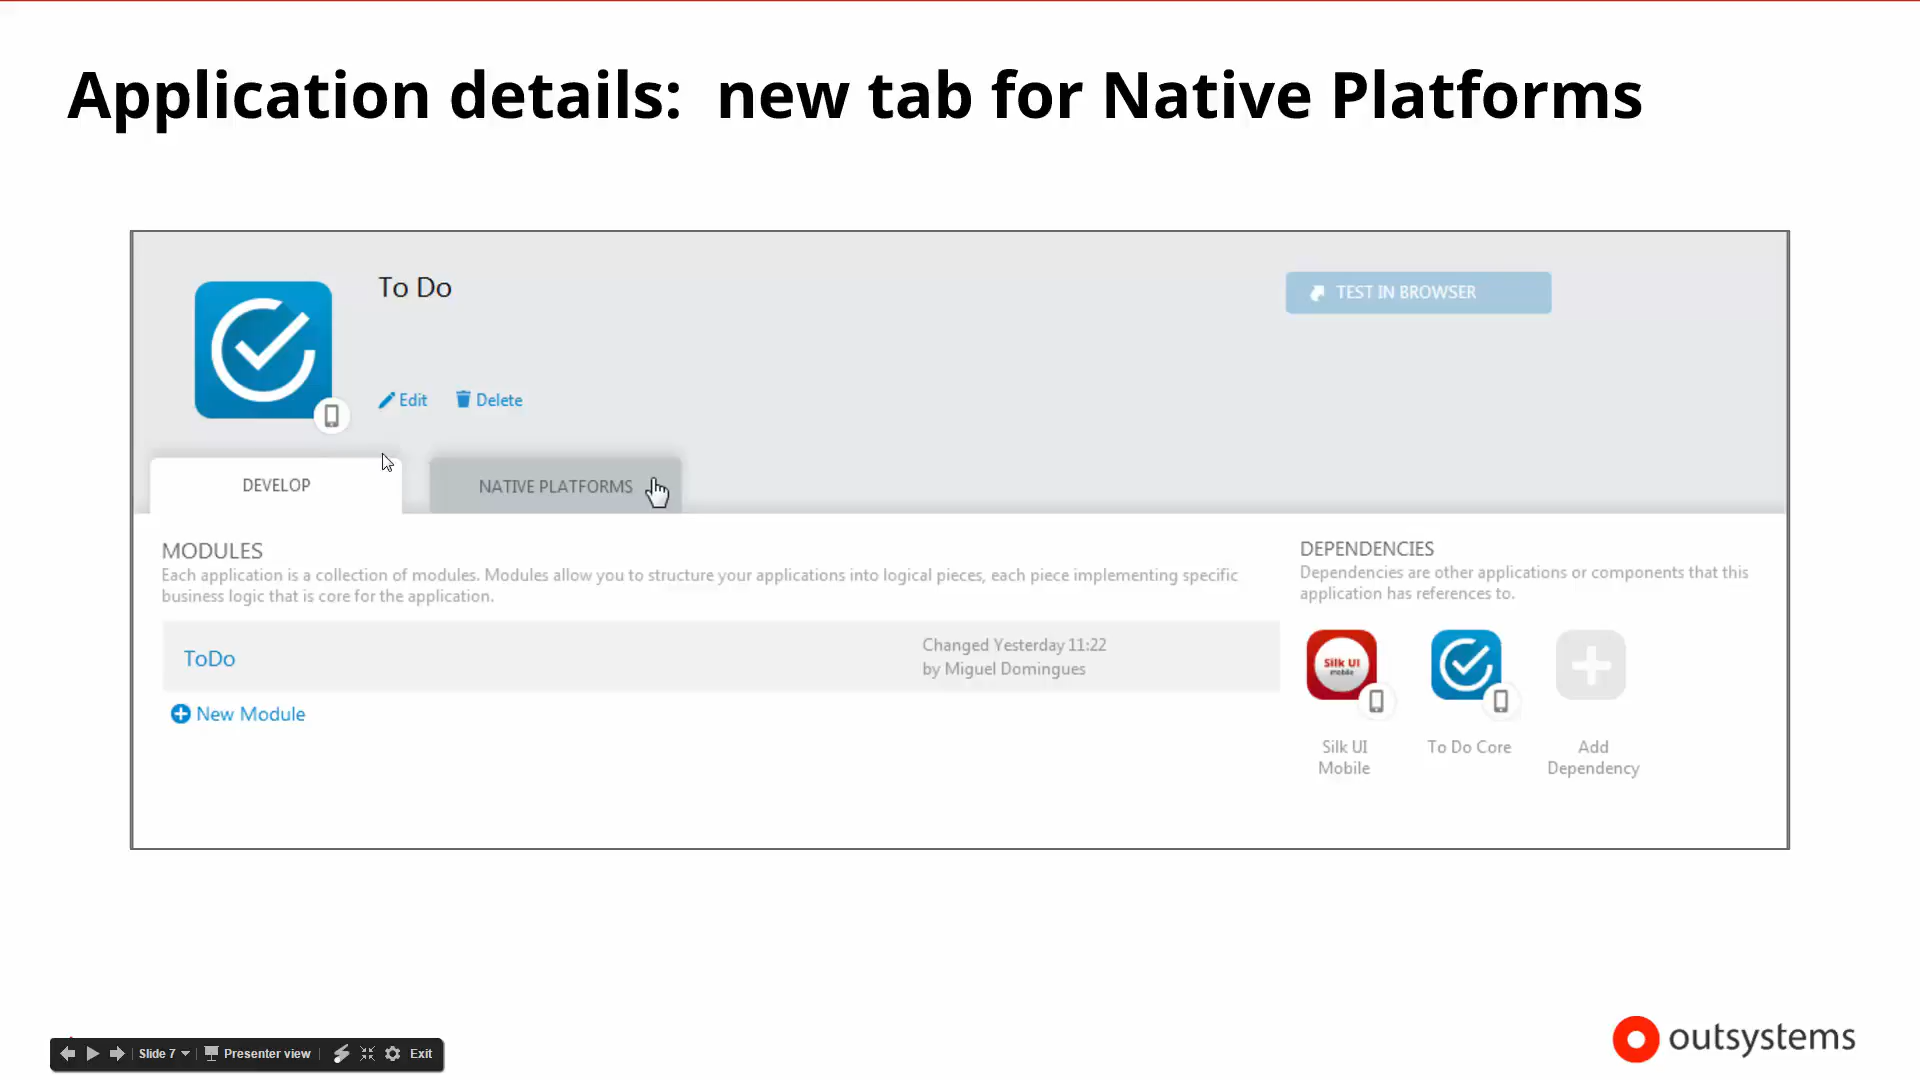 Application details:  new tab for Native Platforms
To Do
TEST IN BROWSER
Edit
Delete
DEVELOP
NATIVE PLATFORMS
MODULES
Each application is a collection of modules. Modules allow you to structure your applications into logical pieces, each piece implementing specific
business logic that is core for the application.
ToDo
Changed Yesterday 11:22
by Miguel Domingues
New Module
DEPENDENCIES
Dependencies are other applications or components that this
application has references to.
Silk UI
mobile
Silk UI
Mobile
To Do Core
Add
Dependency
Slide 7
Presenter view
Exit
outsystems